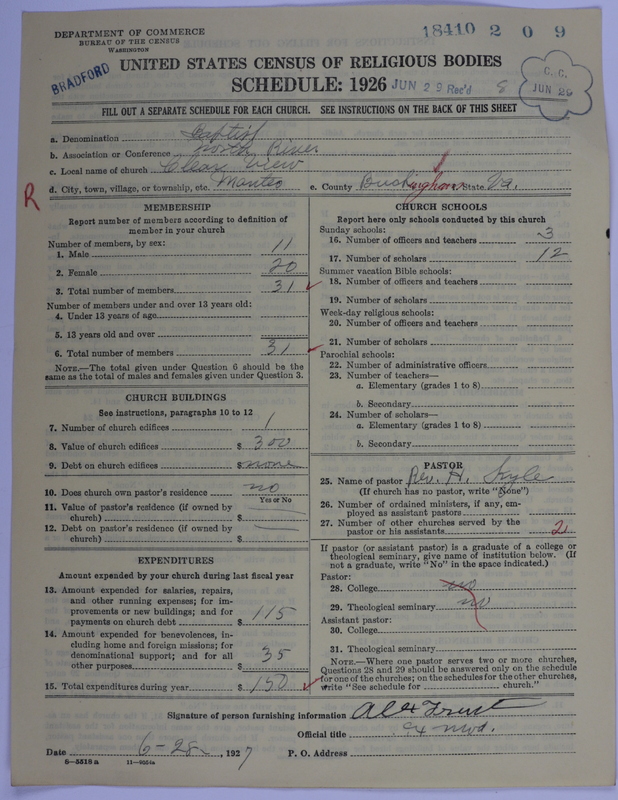 DEPARTMENT OF COMMERCE
BUREAU OF THE CENSUS
WASHINGTON
18410 2 0 9
BRADFORD
UNITED STATES CENSUS OF RELIGIOUS BODIES
SCHEDULE: 1926
JUN 29 Rec'd 8
C. C.
JUN 29
FILL OUT A SEPARATE SCHEDULE FOR EACH CHURCH. SEE INSTRUCTIONS ON THE BACK OF THIS SHEET
a. Denomination Baptist
b. Association or Conference North River
c. Local name of church Clear View
d. City, town, village, or township, etc. Manteo e. County Buckingham State Va.
R
MEMBERSHIP
Report number of members according to definition of
member in your church
Number of members, by sex:
1. Male 11
2. Female 20
3. Total number of members 31
Number of members under and over 13 years old:
4. Under 13 years of age
5. 13 years old and over
6. Total number of members 31
NOTE.—The total given under Question 6 should be the
same as the total of males and females given under Question 3.
CHURCH BUILDINGS
See instructions, paragraphs 10 to 12
7. Number of church edifices 1
8. Value of church edifices $ 300
9. Debt on church edifices $ none
10. Does church own pastor's residence no
Yes or No
11. Value of pastor's residence (if owned by
church) $
12. Debt on pastor's residence (if owned by
church) $
EXPENDITURES
Amount expended by your church during last fiscal year
13. Amount expended for salaries, repairs,
and other running expenses; for im-
provements or new buildings; and for
payments on church debt $ 115
14. Amount expended for benevolences, in-
cluding home and foreign missions; for
denominational support; and for all
other purposes $ 35
15. Total expenditures during year $ 150
CHURCH SCHOOLS
Report here only schools conducted by this church
Sunday schools:
16. Number of officers and teachers 3
17. Number of scholars 12
Summer vacation Bible schools:
18. Number of officers and teachers
19. Number of scholars
Week-day religious schools:
20. Number of officers and teachers
21. Number of scholars
Parochial schools:
22. Number of administrative officers
23. Number of teachers—
a. Elementary (grades 1 to 8)
b. Secondary
24. Number of scholars—
a. Elementary (grades 1 to 8)
b. Secondary
PASTOR
25. Name of pastor Rev. H.
(If church has no pastor, write "None")
26. Number of ordained ministers, if any, em-
ployed as assistant pastors
27. Number of other churches served by the
pastor or his assistants 2
If pastor (or assistant pastor) is a graduate of a college or
theological seminary, give name of institution below. (If
not a graduate, write "No" in the space indicated.)
Pastor:
28. College no
29. Theological seminary no
Assistant pastor:
30. College
31. Theological seminary
NOTE.—Where one pastor serves two or more churches,
Questions 28 and 29 should be answered only on the schedule
for one of the churches; on the schedules for the other churches,
write "See schedule for church."
Signature of person furnishing information
Official title
Date 6-28, 1927 P. O. Address
8—5518a 11—9224a